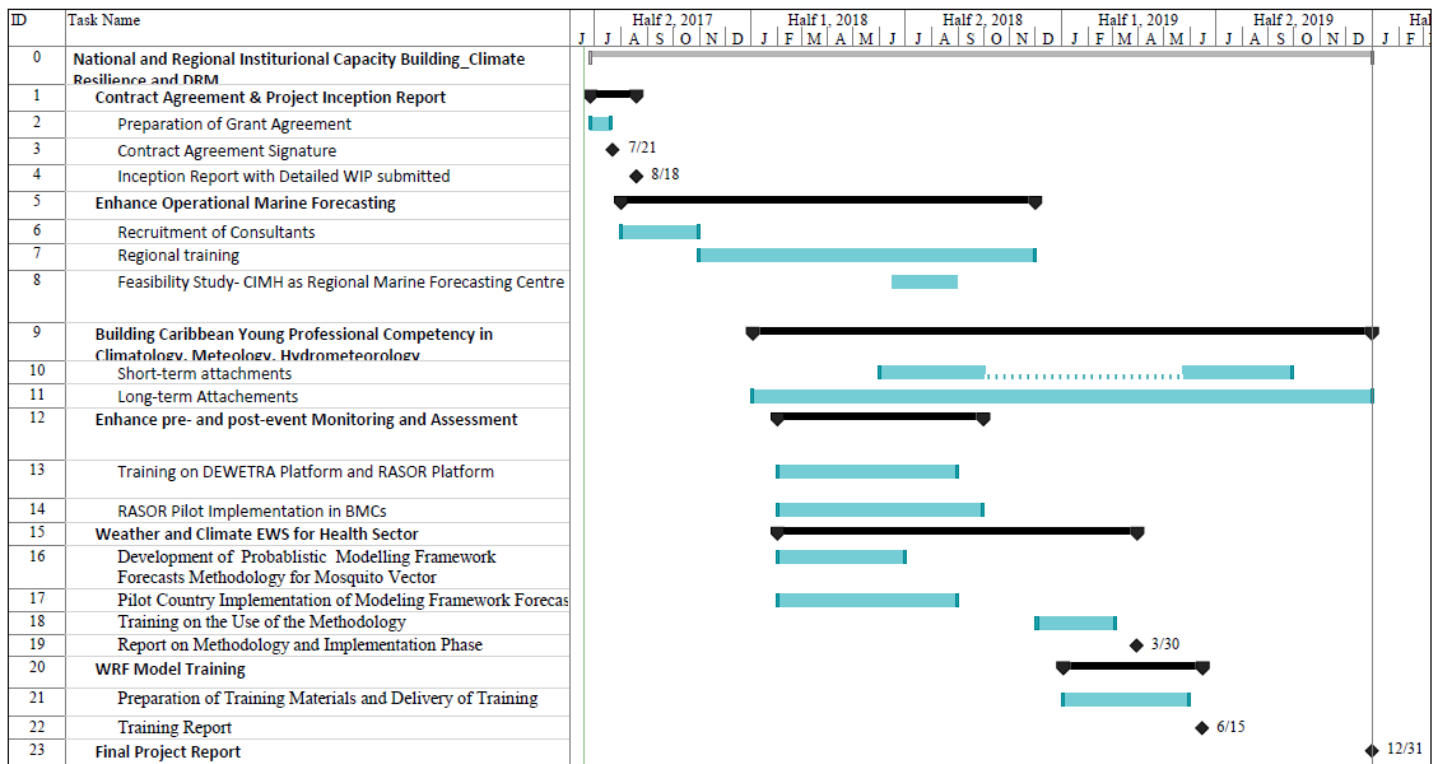 ID Task Name Half 2, 2017 Half 1, 2018 Half 2, 2018 Half 1, 2019 Half 2, 2019 Hal
J J A S O N D J F M A M J J A S O N D J F M A M J J A S O N D J F
0 National and Regional Institurional Capacity Building_Climate
Resilience and DRM
1 Contract Agreement & Project Inception Report
2 Preparation of Grant Agreement
3 Contract Agreement Signature 7/21
4 Inception Report with Detailed WIP submitted 8/18
5 Enhance Operational Marine Forecasting
6 Recruitment of Consultants
7 Regional training
8 Feasibility Study- CIMH as Regional Marine Forecasting Centre
9 Building Caribbean Young Professional Competency in
Climatology, Meteology, Hydrometeorology
10 Short-term attachments
11 Long-term Attachements
12 Enhance pre- and post-event Monitoring and Assessment
13 Training on DEWETRA Platform and RASOR Platform
14 RASOR Pilot Implementation in BMCs
15 Weather and Climate EWS for Health Sector
16 Development of Probablistic Modelling Framework
Forecasts Methodology for Mosquito Vector
17 Pilot Country Implementation of Modeling Framework Forecas
18 Training on the Use of the Methodology
19 Report on Methodology and Implementation Phase 3/30
20 WRF Model Training
21 Preparation of Training Materials and Delivery of Training
22 Training Report 6/15
23 Final Project Report 12/31